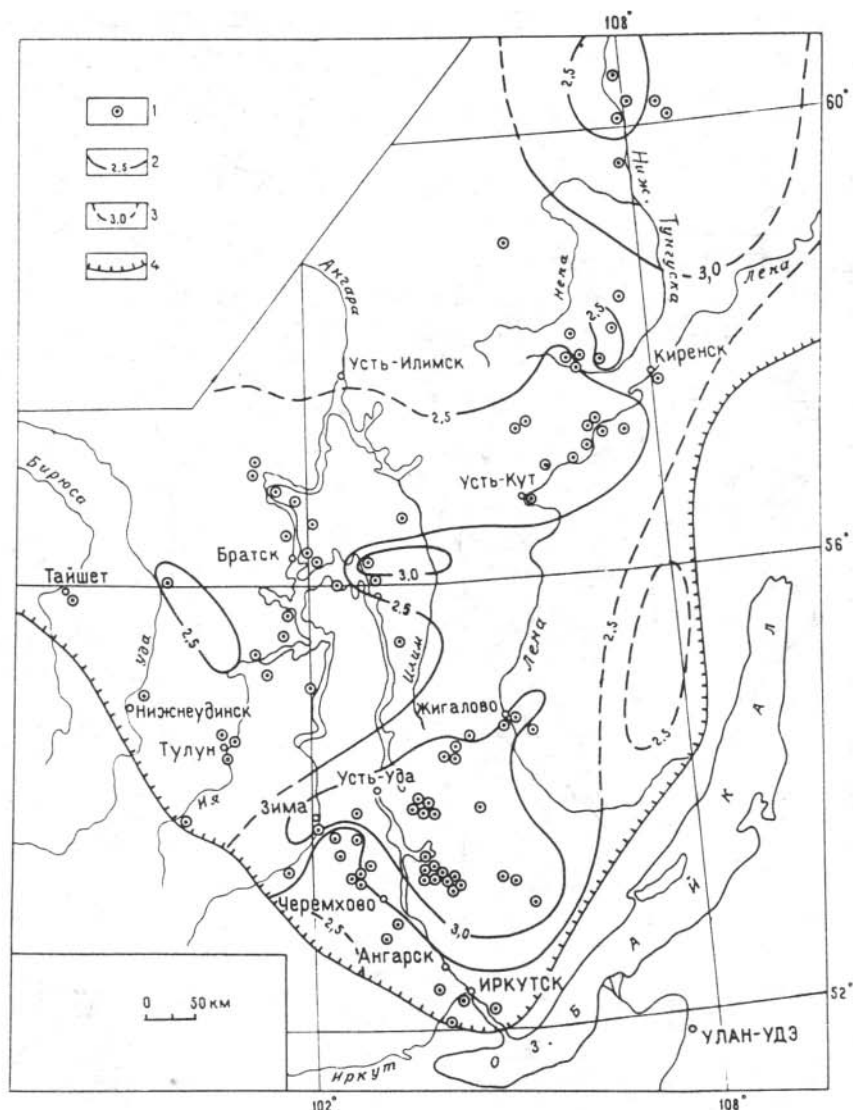 108°
60°
1
2,5
2
3,0
3
4
2,5
Ниж.
Тунгуска
3,0
Лена
Непа
Ангара
2,5
Киренск
Усть-Илимск
2,5
Бирюса
Усть-Кут
56°
Братск
3,0
Тайшет
2,5
2,5
2,5
Уда
Илим
Лена
Жигалово
2,5
Нижнеудинск
Тулун
Усть-Уда
Зима
Ия
Черемхово
3,0
2,5
Ангарск
ИРКУТСК
52°
0 50 км
УЛАН-УДЭ
Иркут
О З. Б А Й К А Л
102°
108°